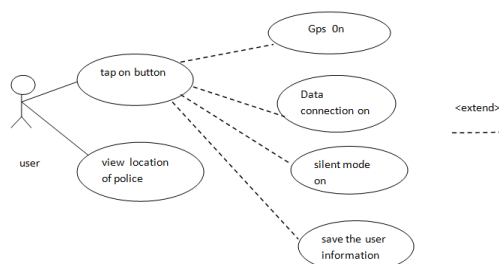 Gps 0n
tap on button
Data
connection on
<extend>
user
view location
of police
silent mode
on
save the user
information